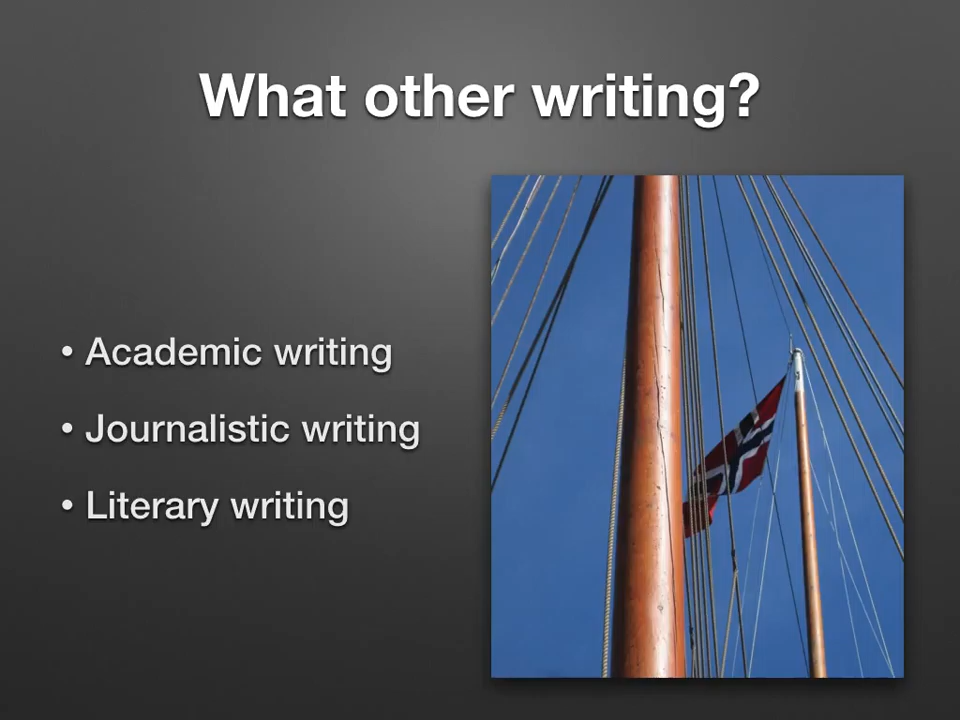 What other writing?
• Academic writing
• Journalistic writing
• Literary writing